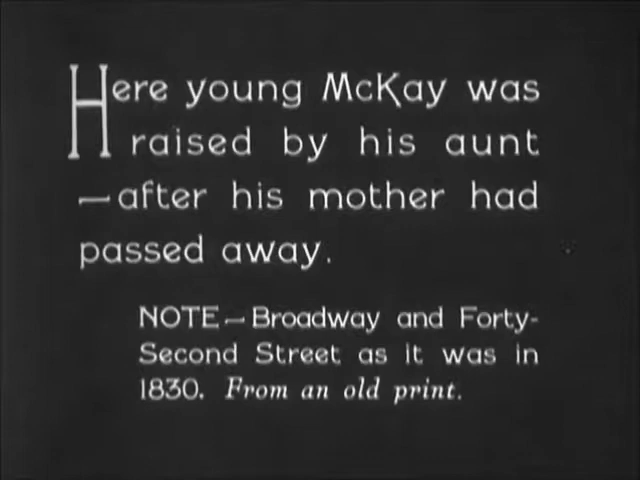 Here young McKay was
raised by his aunt
—after his mother had
passed away.
NOTE—Broadway and Forty-
Second Street as it was in
1830. From an old print.